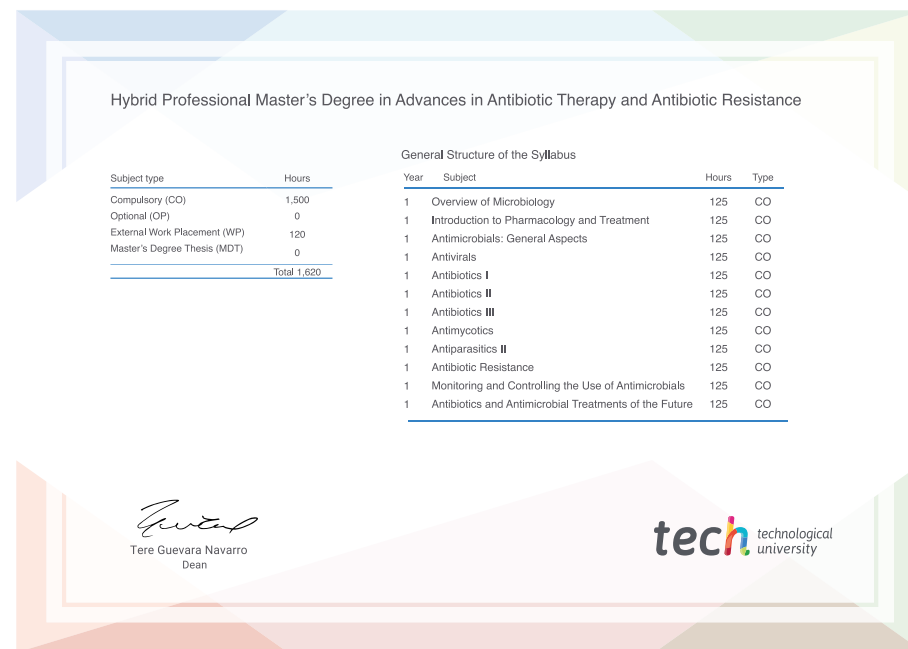 Hybrid Professional Master's Degree in Advances in Antibiotic Therapy and Antibiotic Resistance
Subject type Hours
Compulsory (CO) 1,500
Optional (OP) 0
External Work Placement (WP) 120
Master's Degree Thesis (MDT) 0
Total 1,620
General Structure of the Syllabus
Year Subject Hours Type
1 Overview of Microbiology 125 CO
1 Introduction to Pharmacology and Treatment 125 CO
1 Antimicrobials: General Aspects 125 CO
1 Antivirals 125 CO
1 Antibiotics I 125 CO
1 Antibiotics II 125 CO
1 Antibiotics III 125 CO
1 Antimycotics 125 CO
1 Antiparasitics II 125 CO
1 Antibiotic Resistance 125 CO
1 Monitoring and Controlling the Use of Antimicrobials 125 CO
1 Antibiotics and Antimicrobial Treatments of the Future 125 CO
Tere Guevara Navarro
Dean
tech technological
university